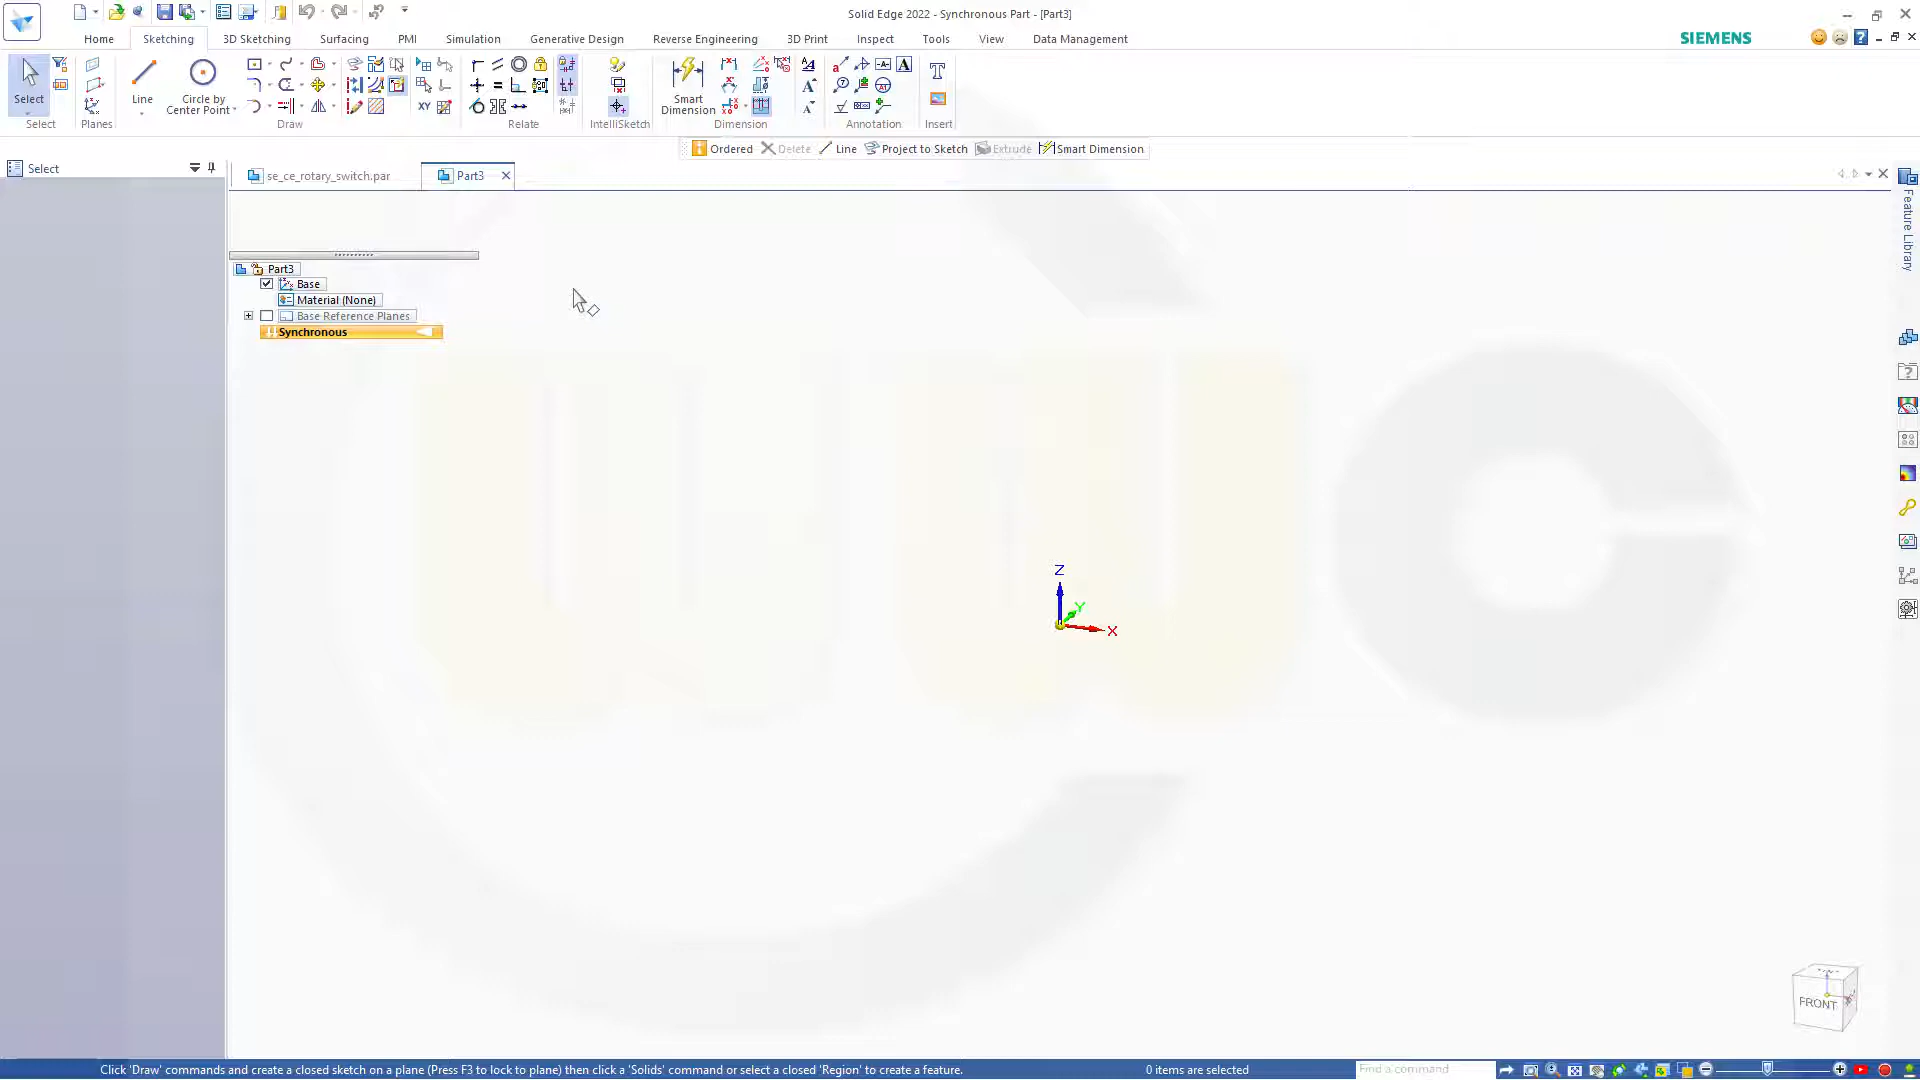 Solid Edge 2022 - Synchronous Part - [Part3]
Home Sketching 3D Sketching Surfacing PMI Simulation Generative Design Reverse Engineering 3D Print Inspect Tools View Data Management SIEMENS
Select Line Circle by Center Point Smart Dimension
XY
Select Planes Draw Relate IntelliSketch Dimension Annotation Insert
Ordered Delete Line Project to Sketch Extrude Smart Dimension
Select
se_ce_rotary_switch.par Part3
Feature Library
Part3
Base
Material (None)
Base Reference Planes
Synchronous
Z
Y
X
FRONT
Click 'Draw' commands and create a closed sketch on a plane (Press F3 to lock to plane) then click a 'Solids' command or select a closed 'Region' to create a feature. 0 items are selected Find a command